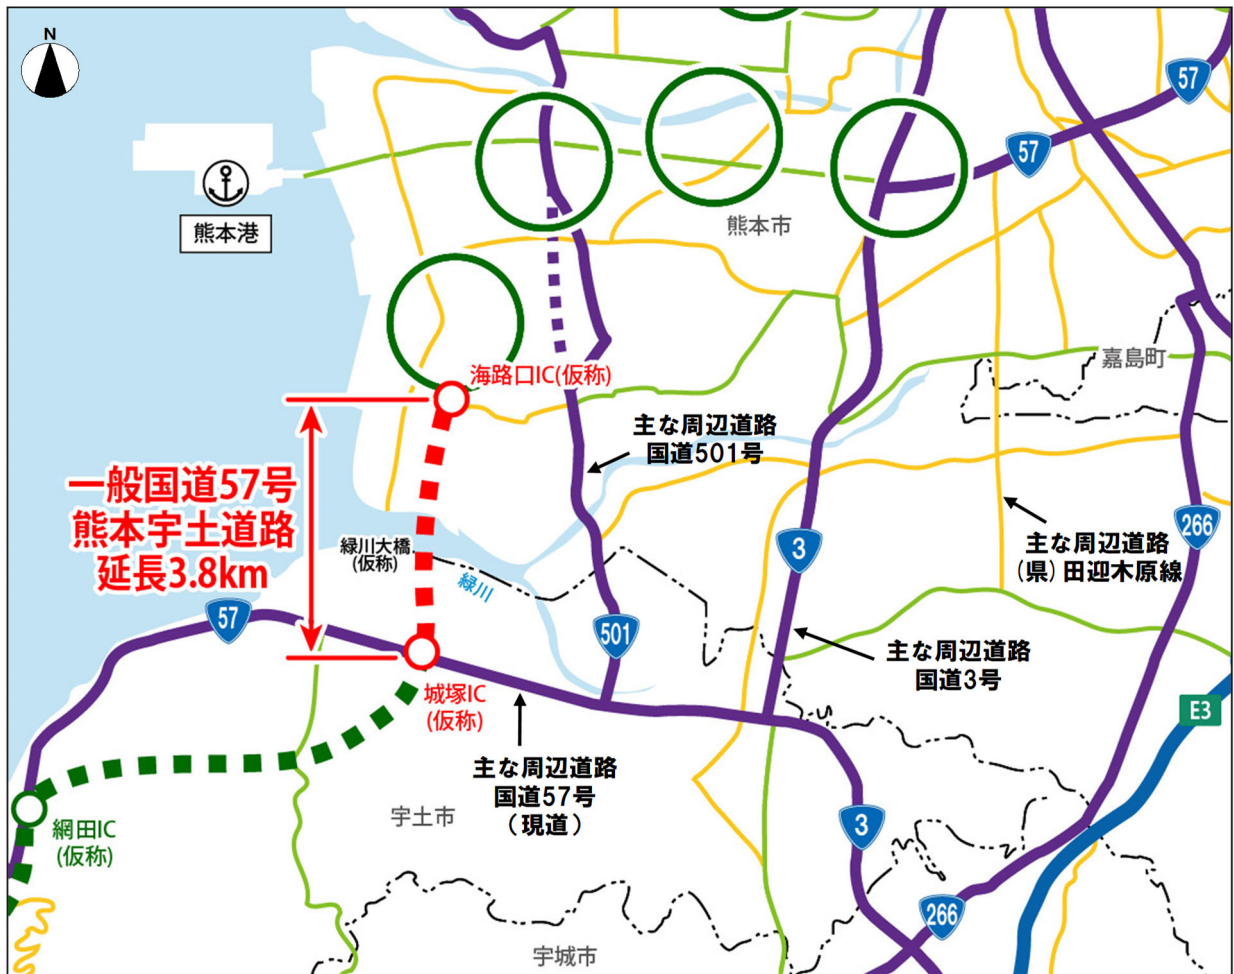 N
57
57
熊本港
熊本市
嘉島町
海路口IC(仮称)
主な周辺道路
国道501号
一般国道57号
熊本宇土道路
延長3.8km
緑川大橋
(仮称)
緑川
3
266
主な周辺道路
(県)田迎木原線
57
501
主な周辺道路
国道3号
城塚IC
(仮称)
E3
主な周辺道路
国道57号
(現道)
網田IC
(仮称)
宇土市
3
266
宇城市